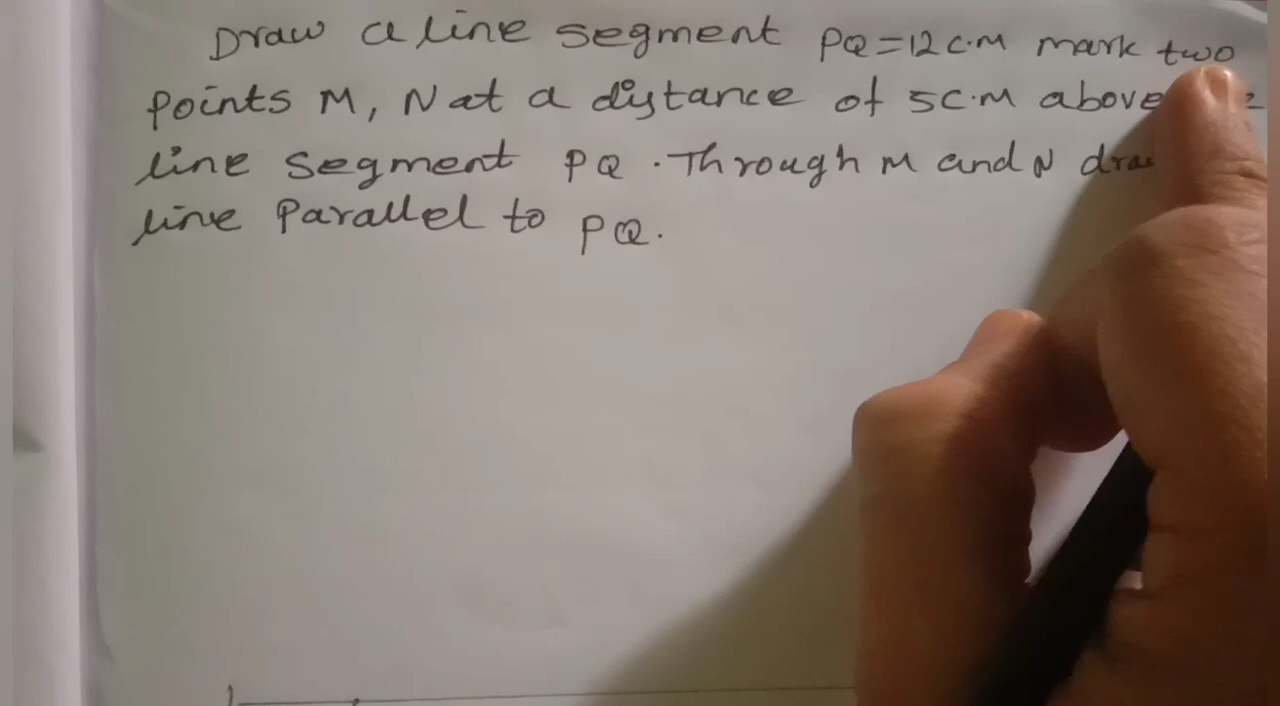 Draw a line segment PQ=12C.M mark two
points M, N at a distance of 5C.M above
line segment PQ. Through M and N
line Parallel to PQ.